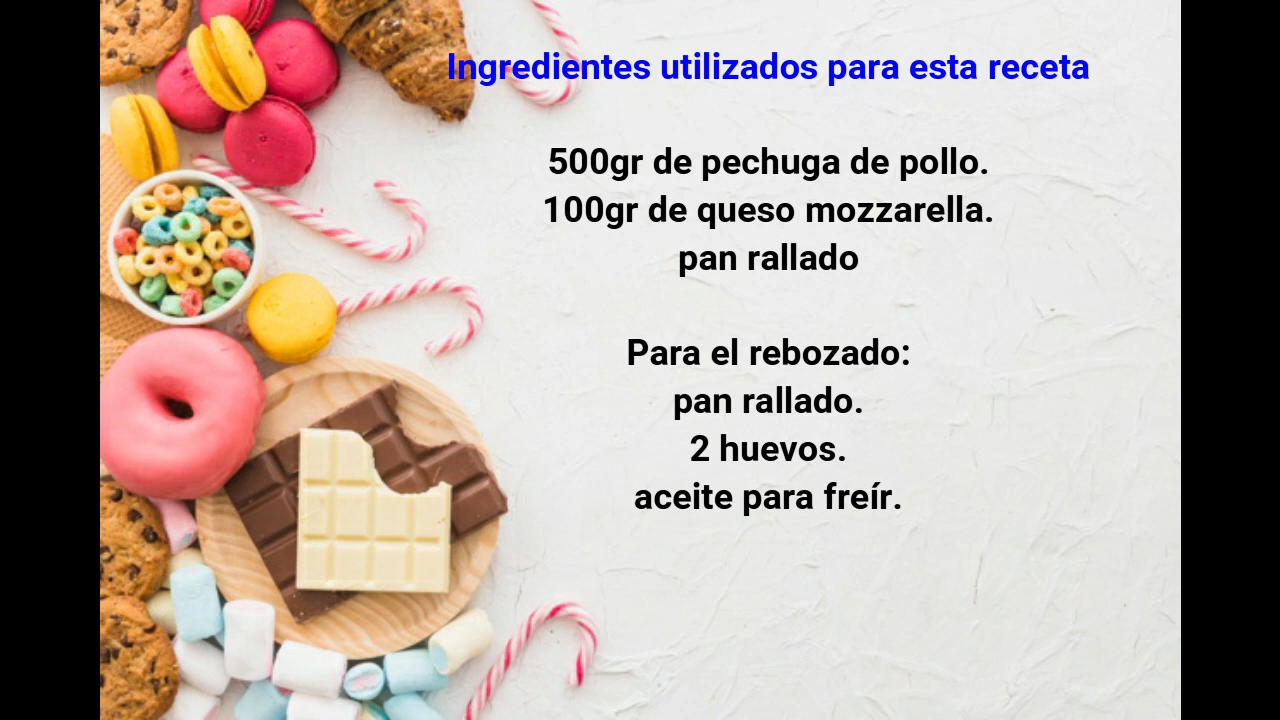 Ingredientes utilizados para esta receta
500gr de pechuga de pollo.
100gr de queso mozzarella.
pan rallado
Para el rebozado:
pan rallado.
2 huevos.
aceite para freír.